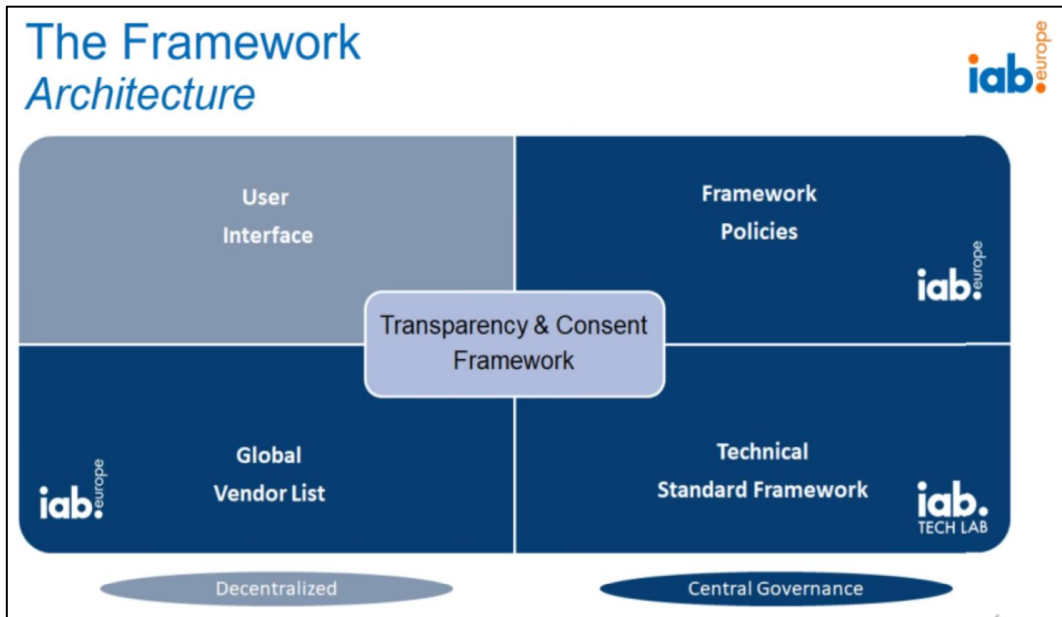 The Framework
Architecture
iab.europe
User
Interface
Framework
Policies
iab.europe
Transparency & Consent
Framework
Global
Vendor List
iab.europe
Technical
Standard Framework
iab.
TECH LAB
Decentralized
Central Governance